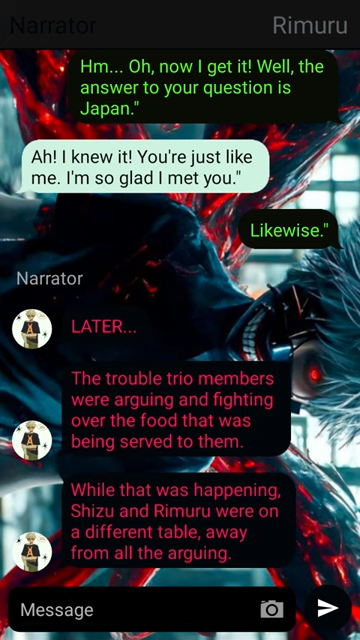 Narrator Rimuru
Hm... Oh, now I get it! Well, the
answer to your question is
Japan."
Ah! I knew it! You're just like
me. I'm so glad I met you."
Likewise."
Narrator
LATER...
The trouble trio members
were arguing and fighting
over the food that was
being served to them.
While that was happening,
Shizu and Rimuru were on
a different table, away
from all the arguing.
Message